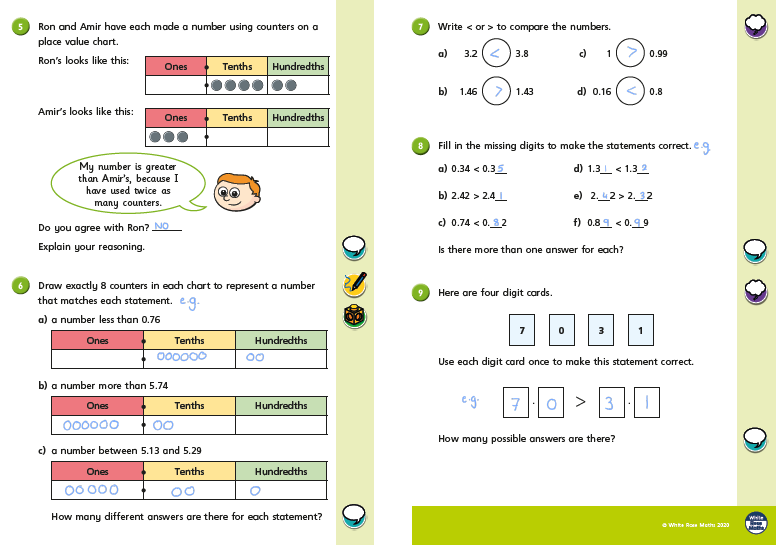 5 Ron and Amir have each made a number using counters on a
place value chart.
Ron's looks like this:
Ones Tenths Hundredths
Amir's looks like this:
Ones Tenths Hundredths
My number is greater
than Amir's, because I
have used twice as
many counters.
Do you agree with Ron? NO
Explain your reasoning.
6 Draw exactly 8 counters in each chart to represent a number
that matches each statement. e.g.
a) a number less than 0.76
Ones Tenths Hundredths
b) a number more than 5.74
Ones Tenths Hundredths
c) a number between 5.13 and 5.29
Ones Tenths Hundredths
How many different answers are there for each statement?
7 Write < or > to compare the numbers.
a) 3.2 < 3.8 c) 1 > 0.99
b) 1.46 > 1.43 d) 0.16 < 0.8
8 Fill in the missing digits to make the statements correct. e.g
a) 0.34 < 0.35 d) 1.31 < 1.32
b) 2.42 > 2.41 e) 2.42 > 2.32
c) 0.74 < 0.82 f) 0.89 < 0.99
Is there more than one answer for each?
9 Here are four digit cards.
7 0 3 1
Use each digit card once to make this statement correct.
e.g. 7 . 0 > 3 . 1
How many possible answers are there?
© White Rose Maths 2020
White
Rose
Maths